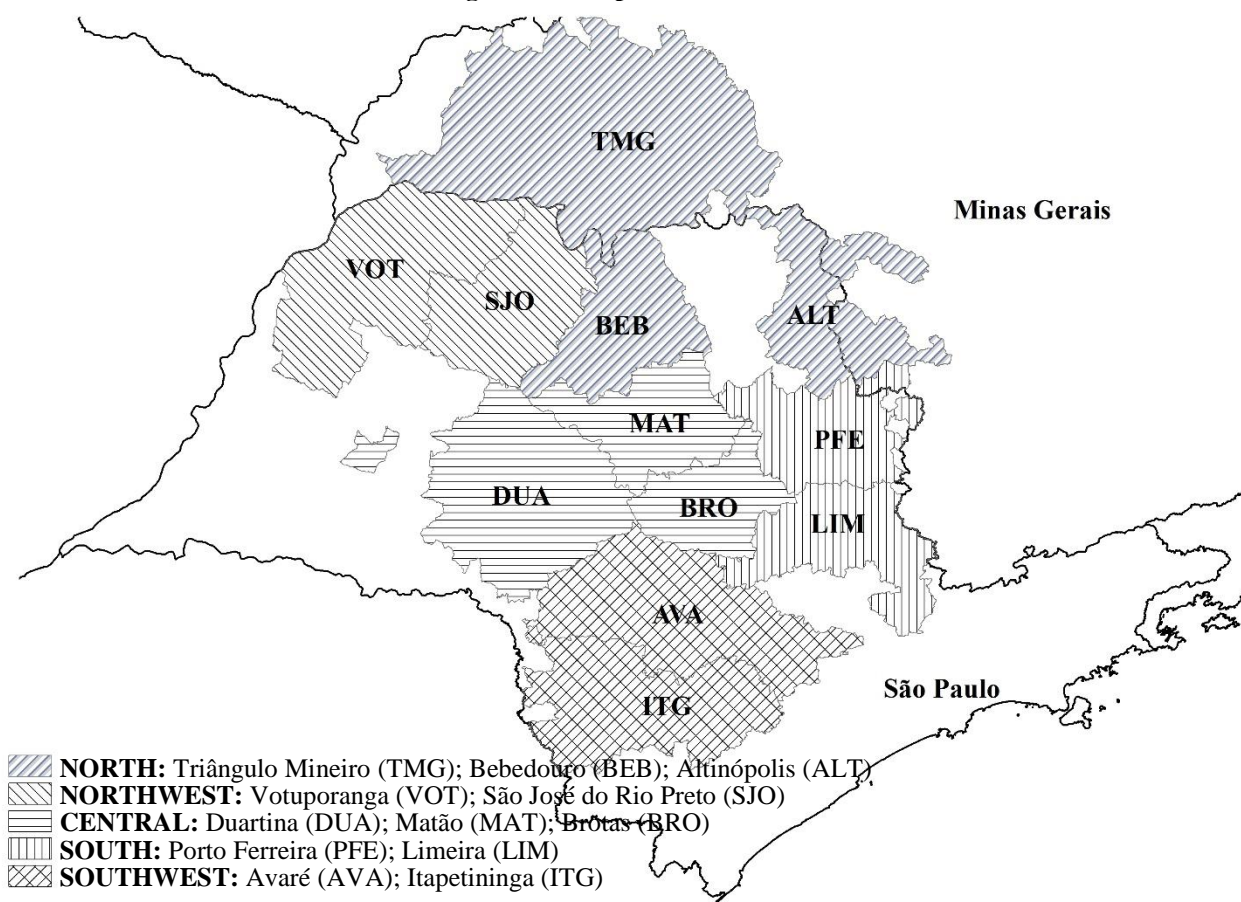 TMG
Minas Gerais
VOT
SJO
BEB
ALT
MAT
PFE
DUA
BRO
LIM
AVA
São Paulo
ITG
NORTH: Triângulo Mineiro (TMG); Bebedouro (BEB); Altinópolis (ALT)
NORTHWEST: Votuporanga (VOT); São José do Rio Preto (SJO)
CENTRAL: Duartina (DUA); Matão (MAT); Brotas (BRO)
SOUTH: Porto Ferreira (PFE); Limeira (LIM)
SOUTHWEST: Avaré (AVA); Itapetininga (ITG)